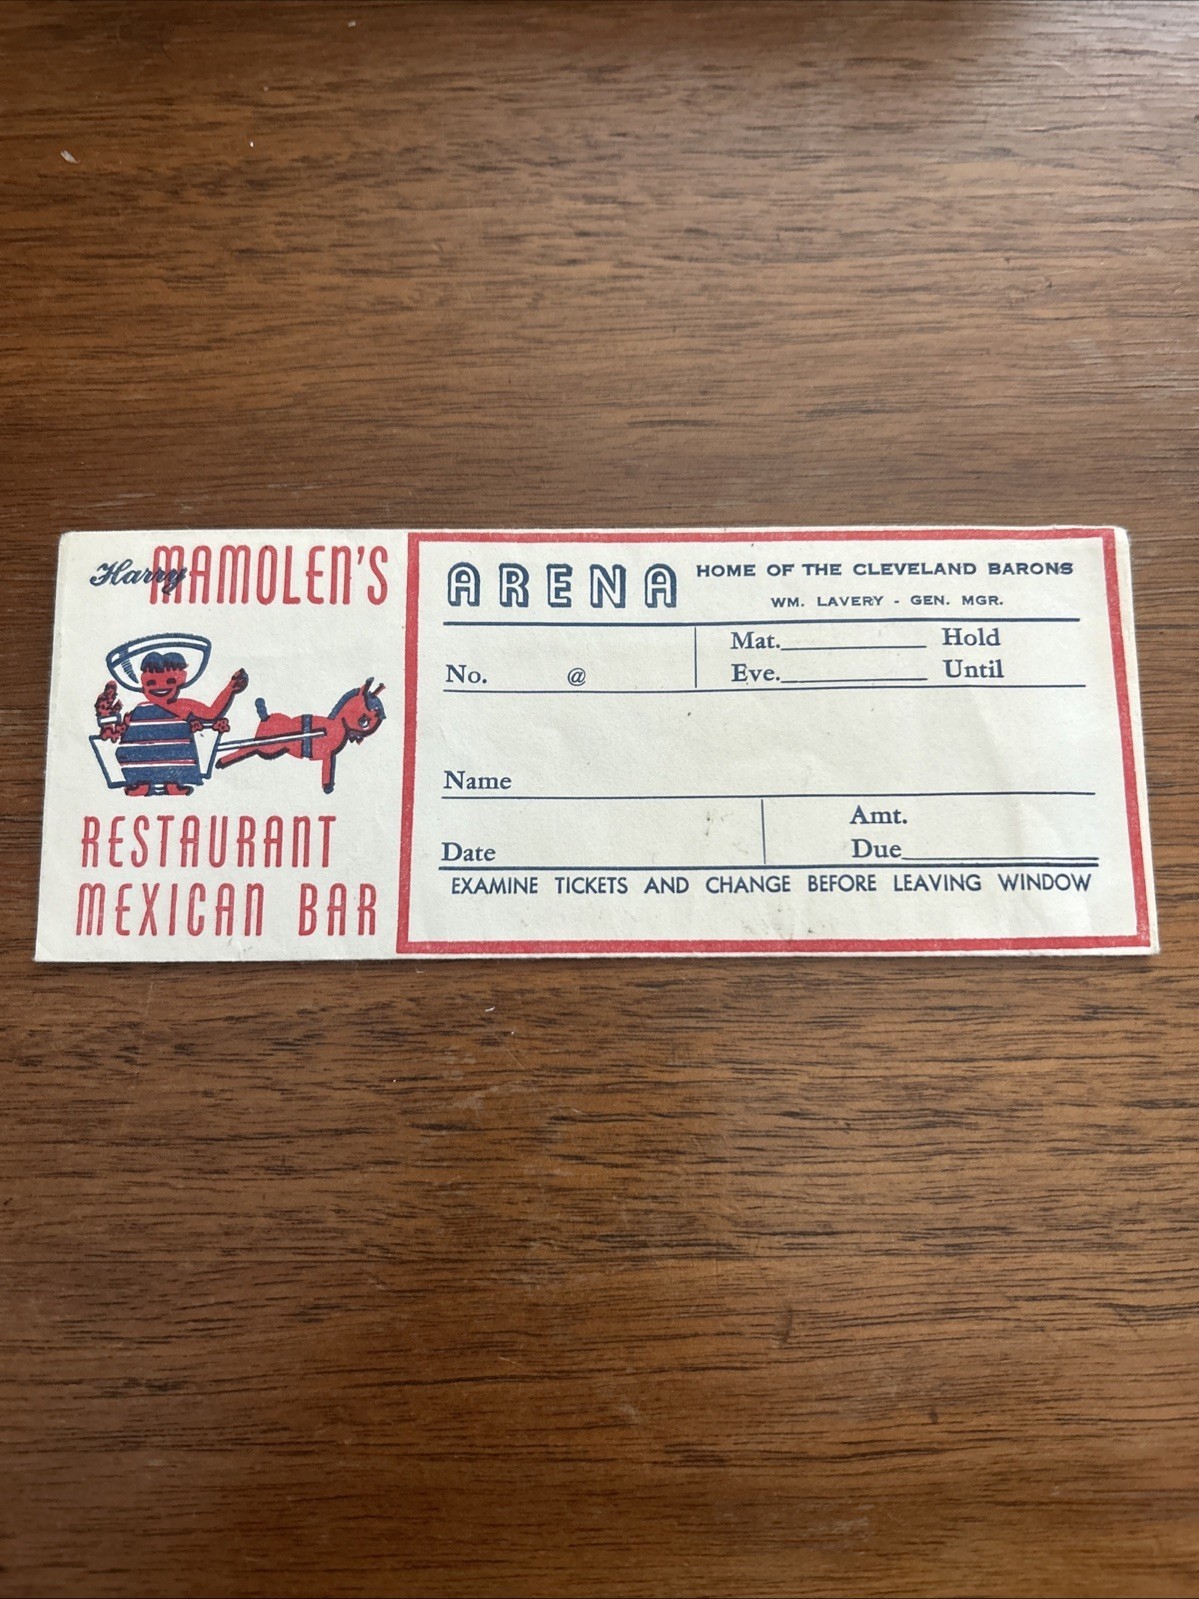 Harry MAMOLEN'S
RESTAURANT
MEXICAN BAR
ARENA
HOME OF THE CLEVELAND BARONS
WM. LAVERY - GEN. MGR.
No. @
Mat. Hold
Eve. Until
Name
Date
Amt.
Due
EXAMINE TICKETS AND CHANGE BEFORE LEAVING WINDOW